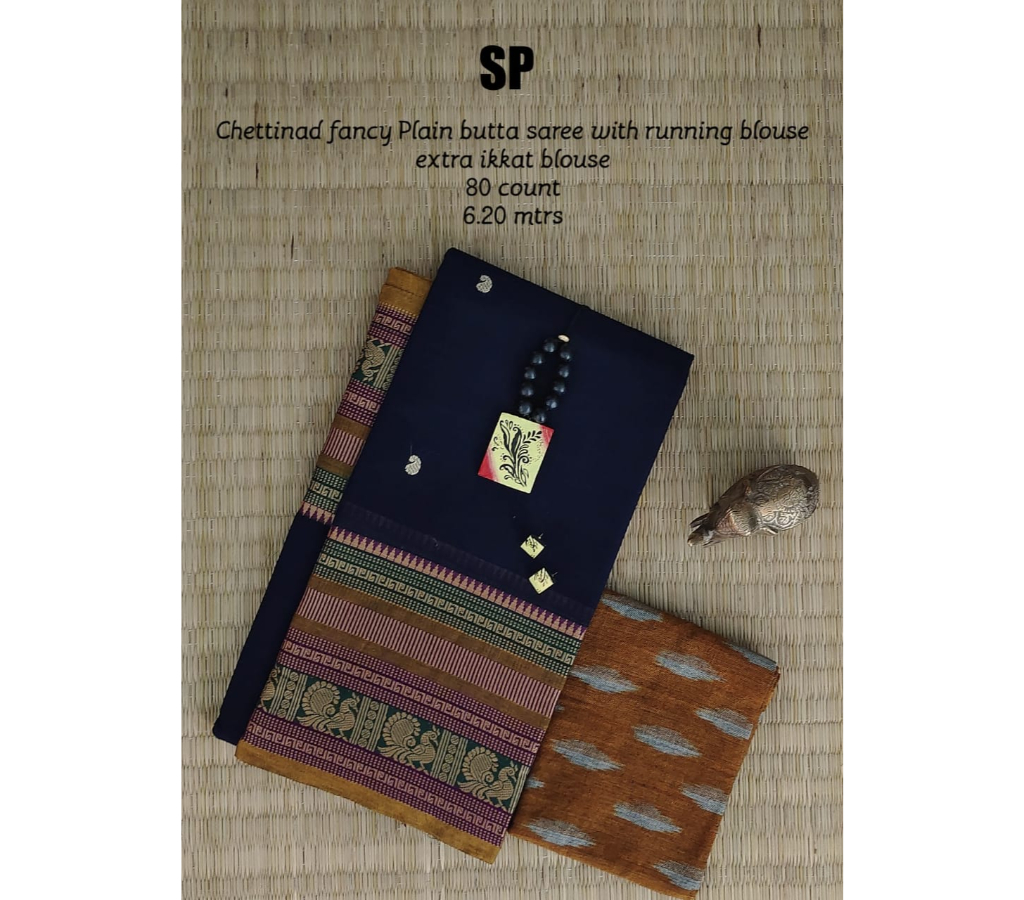 SP
Chettinad fancy Plain butta saree with running blouse
extra ikkat blouse
80 count
6.20 mtrs